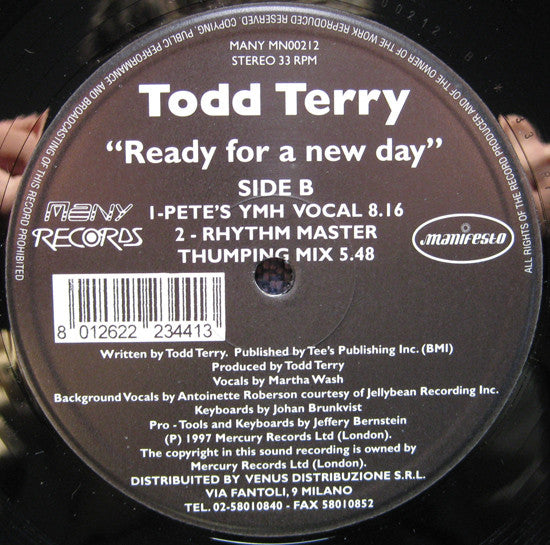 ALL RIGHTS OF THE RECORD PRODUCER AND OF THE OWNER OF THE WORK REPRODUCED RESERVED. COPYING, PUBLIC PERFORMANCE AND BROADCASTING OF THIS RECORD PROHIBITED
MANY MN00212
STEREO 33 RPM
Todd Terry
"Ready for a new day"
SIDE B
1-PETE'S YMH VOCAL 8.16
2 - RHYTHM MASTER
THUMPING MIX 5.48
MANY
RECORDS
manifesto
8 012622 234413
Written by Todd Terry. Published by Tee's Publishing Inc. (BMI)
Produced by Todd Terry
Vocals by Martha Wash
Background Vocals by Antoinette Roberson courtesy of Jellybean Recording Inc.
Keyboards by Johan Brunkvist
Pro - Tools and Keyboards by Jeffery Bernstein
(P) 1997 Mercury Records Ltd (London).
The copyright in this sound recording is owned by
Mercury Records Ltd (London).
DISTRIBUITED BY VENUS DISTRIBUZIONE S.R.L.
VIA FANTOLI, 9 MILANO
TEL. 02-58010840 - FAX 58010852